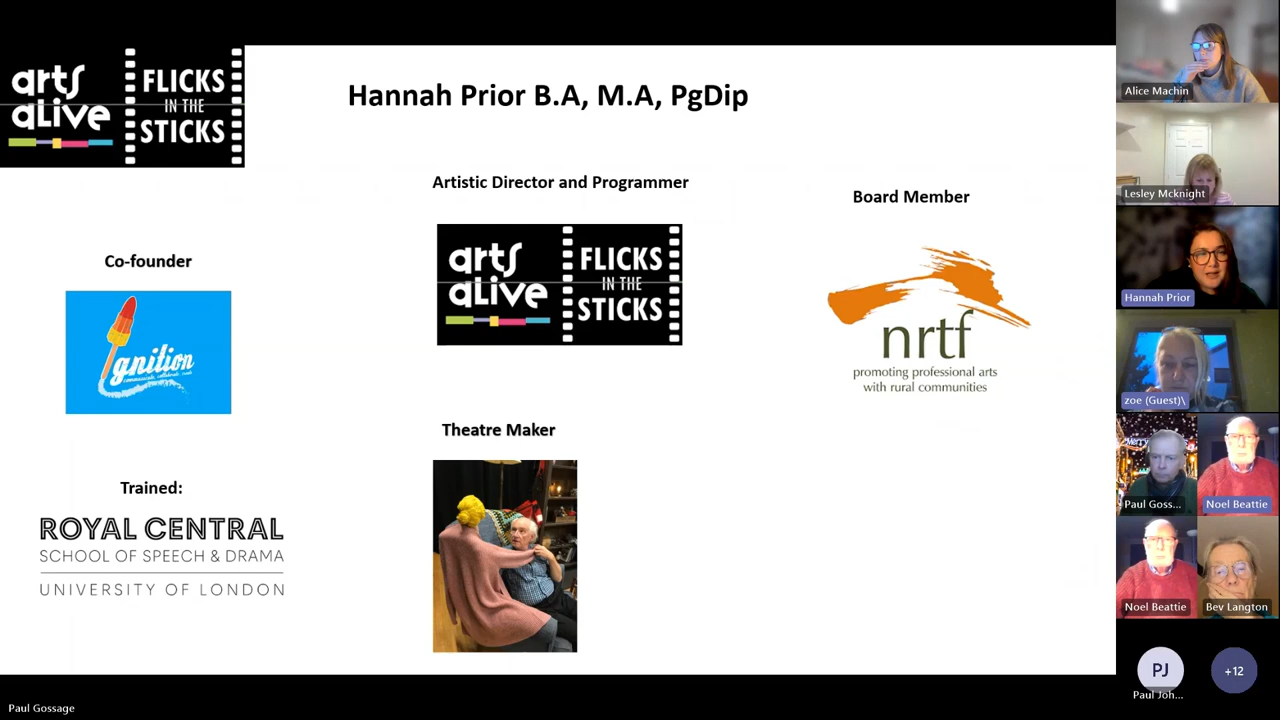 arts
alive
FLICKS
IN THE
STICKS
Hannah Prior B.A, M.A, PgDip
Artistic Director and Programmer
arts
alive
FLICKS
IN THE
STICKS
Board Member
nrtf
promoting professional arts
with rural communities
Co-founder
gnition
Theatre Maker
Trained:
ROYAL CENTRAL
SCHOOL OF SPEECH & DRAMA
UNIVERSITY OF LONDON
Alice Machin
Lesley Mcknight
Hannah Prior
zoe (Guest)\
Paul Goss...
Noel Beattie
Noel Beattie
Bev Langton
PJ
Paul Joh...
+12
Paul Gossage